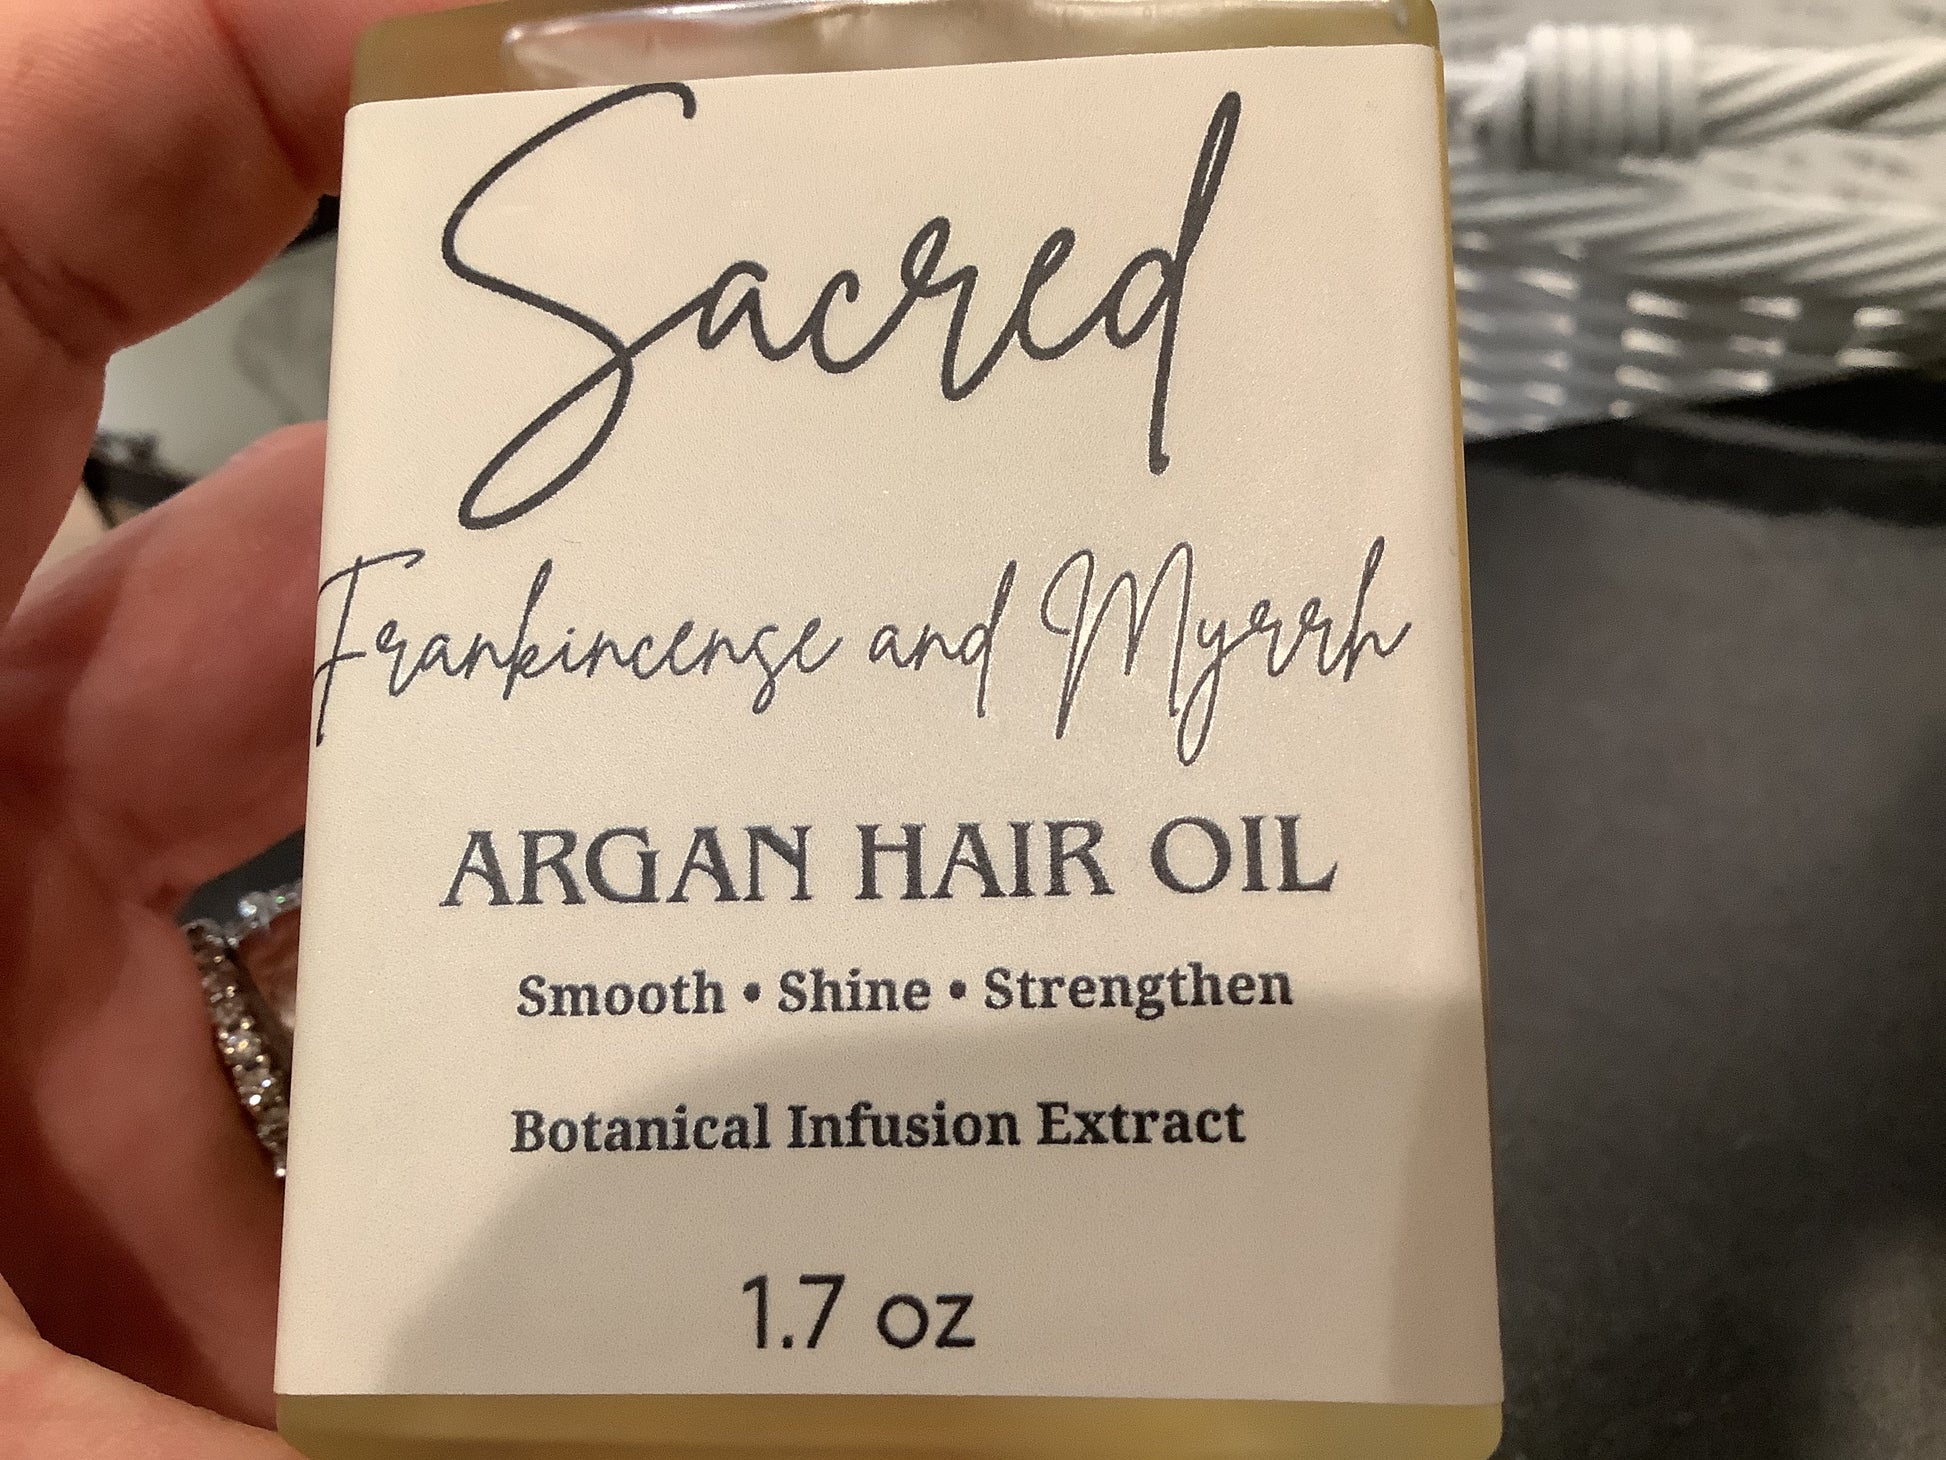 Sacred
Frankincense and Myrrh
ARGAN HAIR OIL
Smooth • Shine • Strengthen
Botanical Infusion Extract
1.7 oz